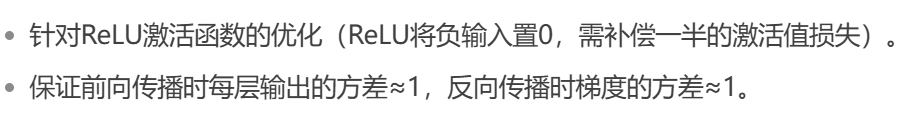 • 针对ReLU激活函数的优化（ReLU将负输入置0，需补偿一半的激活值损失）。
• 保证前向传播时每层输出的方差≈1，反向传播时梯度的方差≈1。